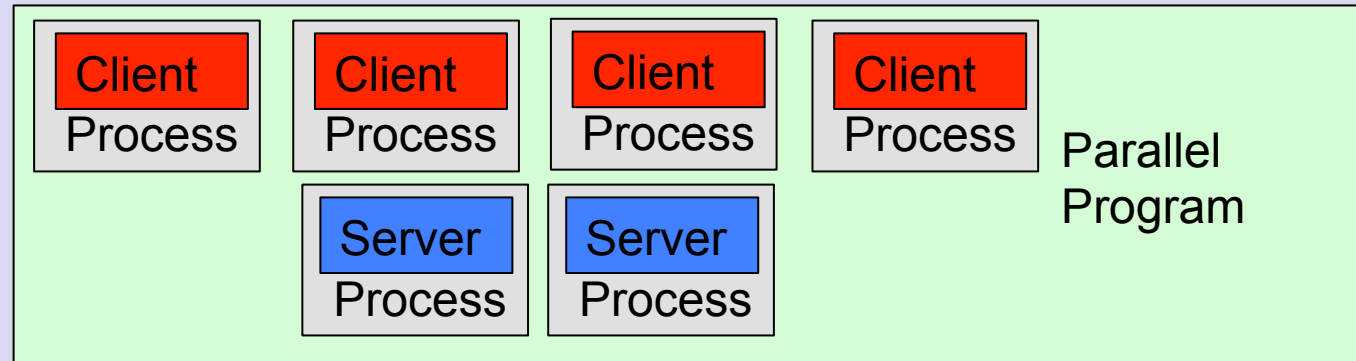 Client
Process
Client
Process
Client
Process
Client
Process
Parallel
Program
Server
Process
Server
Process